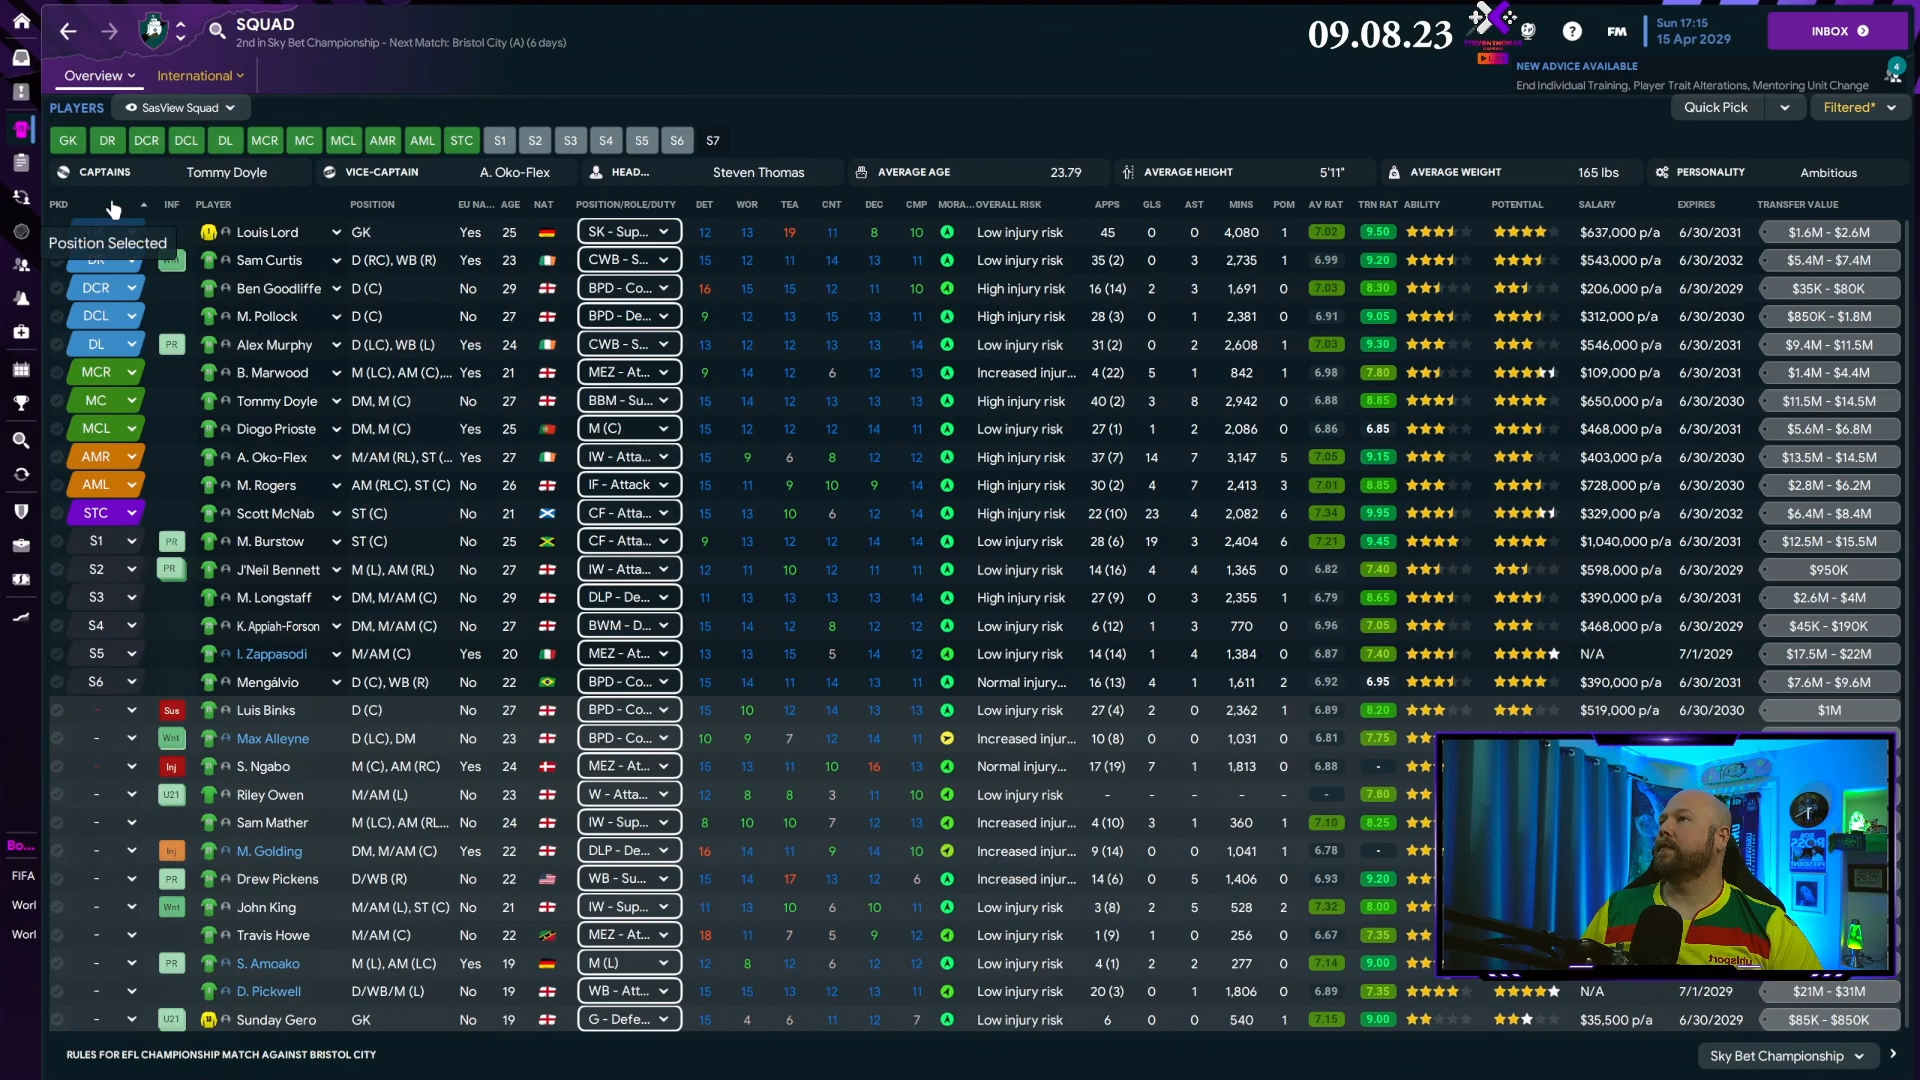 SQUAD
2nd in Sky Bet Championship - Next Match: Bristol City (A) (6 days)
09.08.23
FM
Sun 17:15
15 Apr 2029
INBOX
Overview International
NEW ADVICE AVAILABLE
End Individual Training, Player Trait Alterations, Mentoring Unit Change
4
PLAYERS SasView Squad Quick Pick Filtered*
GK DR DCR DCL DL MCR MC MCL AMR AML STC S1 S2 S3 S4 S5 S6 S7
CAPTAINS Tommy Doyle VICE-CAPTAIN A. Oko-Flex HEAD... Steven Thomas AVERAGE AGE 23.79 AVERAGE HEIGHT 5'11" AVERAGE WEIGHT 165 lbs PERSONALITY Ambitious
PKD INF PLAYER POSITION EU NA... AGE NAT POSITION/ROLE/DUTY DET WOR TEA CNT DEC CMP MORA... OVERALL RISK APPS GLS AST MINS POM AV RAT TRN RAT ABILITY POTENTIAL SALARY EXPIRES TRANSFER VALUE
Louis Lord GK Yes 25 SK - Sup... 12 13 19 11 8 10 Low injury risk 45 0 0 4,080 1 7.02 9.50 $637,000 p/a 6/30/2031 $1.6M - $2.6M
Position Selected
Sam Curtis D (RC), WB (R) Yes 23 CWB - S... 15 12 11 14 13 11 Low injury risk 35 (2) 0 3 2,735 1 6.99 9.20 $543,000 p/a 6/30/2032 $5.4M - $7.4M
DCR Ben Goodliffe D (C) No 29 BPD - Co... 16 15 15 12 11 10 High injury risk 16 (14) 2 3 1,691 0 7.03 8.30 $206,000 p/a 6/30/2029 $35K - $80K
DCL M. Pollock D (C) No 27 BPD - De... 9 12 13 15 13 11 High injury risk 28 (3) 0 1 2,381 0 6.91 9.05 $312,000 p/a 6/30/2030 $850K - $1.8M
DL PR Alex Murphy D (LC), WB (L) Yes 24 CWB - S... 13 12 12 13 13 14 Low injury risk 31 (2) 0 2 2,608 1 7.03 9.30 $546,000 p/a 6/30/2031 $9.4M - $11.5M
MCR B. Marwood M (LC), AM (C),... Yes 21 MEZ - At... 9 14 12 6 12 13 Increased injur... 4 (22) 5 1 842 1 6.98 7.80 $109,000 p/a 6/30/2031 $1.4M - $4.4M
MC Tommy Doyle DM, M (C) No 27 BBM - Su... 15 14 12 13 13 13 High injury risk 40 (2) 3 8 2,942 0 6.88 8.85 $650,000 p/a 6/30/2030 $11.5M - $14.5M
MCL Diogo Prioste DM, M (C) Yes 25 M (C) 15 12 12 12 14 11 Low injury risk 27 (1) 1 2 2,086 0 6.86 6.85 $468,000 p/a 6/30/2031 $5.6M - $6.8M
AMR A. Oko-Flex M/AM (RL), ST (... Yes 27 IW - Atta... 15 9 6 8 12 12 High injury risk 37 (7) 14 7 3,147 5 7.05 9.15 $403,000 p/a 6/30/2030 $13.5M - $14.5M
AML M. Rogers AM (RLC), ST (C) No 26 IF - Attack 15 11 9 10 9 14 High injury risk 30 (2) 4 7 2,413 3 7.01 8.85 $728,000 p/a 6/30/2030 $2.8M - $6.2M
STC Scott McNab ST (C) No 21 CF - Atta... 15 13 10 6 12 14 High injury risk 22 (10) 23 4 2,082 6 7.34 9.95 $329,000 p/a 6/30/2032 $6.4M - $8.4M
S1 PR M. Burstow ST (C) No 25 CF - Atta... 9 13 12 12 12 14 Low injury risk 28 (6) 19 3 2,404 6 7.21 9.45 $1,040,000 p/a 6/30/2031 $12.5M - $15.5M
S2 PR J'Neil Bennett M (L), AM (RL) No 27 IW - Atta... 12 11 10 12 11 11 Low injury risk 14 (16) 4 4 1,365 0 6.82 7.40 $598,000 p/a 6/30/2029 $950K
S3 M. Longstaff DM, M/AM (C) No 29 DLP - De... 11 13 13 13 13 14 High injury risk 27 (9) 0 3 2,355 1 6.79 8.65 $390,000 p/a 6/30/2031 $2.6M - $4M
S4 K. Appiah-Forson DM, M/AM (C) No 27 BWM - D... 15 14 12 8 12 12 Low injury risk 6 (12) 1 3 770 1 6.96 7.05 $468,000 p/a 6/30/2029 $45K - $190K
S5 I. Zappasodi M/AM (C) Yes 20 MEZ - At... 13 13 15 5 14 12 Low injury risk 14 (14) 1 4 1,384 0 6.87 7.40 N/A 7/1/2029 $17.5M - $22M
S6 Mengálvio D (C), WB (R) No 22 BPD - Co... 15 14 11 14 13 11 Normal injury... 16 (13) 4 1 1,611 2 6.92 6.95 $390,000 p/a 6/30/2031 $7.6M - $9.6M
- Sus Luis Binks D (C) No 27 BPD - Co... 15 10 12 14 13 14 Low injury risk 27 (4) 2 0 2,362 1 6.89 8.20 $519,000 p/a 6/30/2030 $1M
- Wnt Max Alleyne D (LC), DM No 23 BPD - Co... 10 9 7 12 14 11 Increased injur... 10 (8) 0 0 1,031 0 6.81 7.75
- Inj S. Ngabo M (C), AM (RC) Yes 24 MEZ - At... 15 13 11 10 16 13 Normal injury... 17 (19) 7 1 1,813 0 6.88 -
- U21 Riley Owen M/AM (L) No 23 W - Atta... 12 8 8 3 11 10 Low injury risk - - - - - - 7.80
- Sam Mather M (LC), AM (RL... No 24 IW - Sup... 8 10 10 7 12 13 Increased injur... 4 (10) 3 1 360 1 7.10 8.25
- Inj M. Golding DM, M/AM (C) Yes 22 DLP - De... 16 14 11 9 14 10 Increased injur... 9 (14) 0 0 1,041 1 6.78 -
- PR Drew Pickens D/WB (R) No 22 WB - Su... 15 14 17 13 12 6 Increased injur... 14 (6) 0 5 1,406 0 6.93 9.20
- Wnt John King M/AM (L), ST (C) No 21 IW - Sup... 11 13 10 6 10 11 Low injury risk 3 (8) 2 5 528 2 7.32 8.00
- Travis Howe M/AM (C) No 22 MEZ - At... 18 11 7 5 9 12 Low injury risk 1 (9) 1 0 256 0 6.67 7.35
- PR S. Amoako M (L), AM (LC) Yes 19 M (L) 12 8 12 6 12 12 Low injury risk 4 (1) 2 2 277 0 7.14 9.00
- D. Pickwell D/WB/M (L) No 19 WB - Att... 15 15 13 12 13 11 Low injury risk 20 (3) 0 1 1,806 0 6.89 7.35 N/A 7/1/2029 $21M - $31M
- U21 Sunday Gero GK No 19 G - Defe... 15 4 6 11 12 7 Low injury risk 6 0 0 540 1 7.15 9.00 $35,500 p/a 6/30/2029 $85K - $850K
Bo...
FIFA
Worl
Worl
uhlsport
RULES FOR EFL CHAMPIONSHIP MATCH AGAINST BRISTOL CITY
Sky Bet Championship